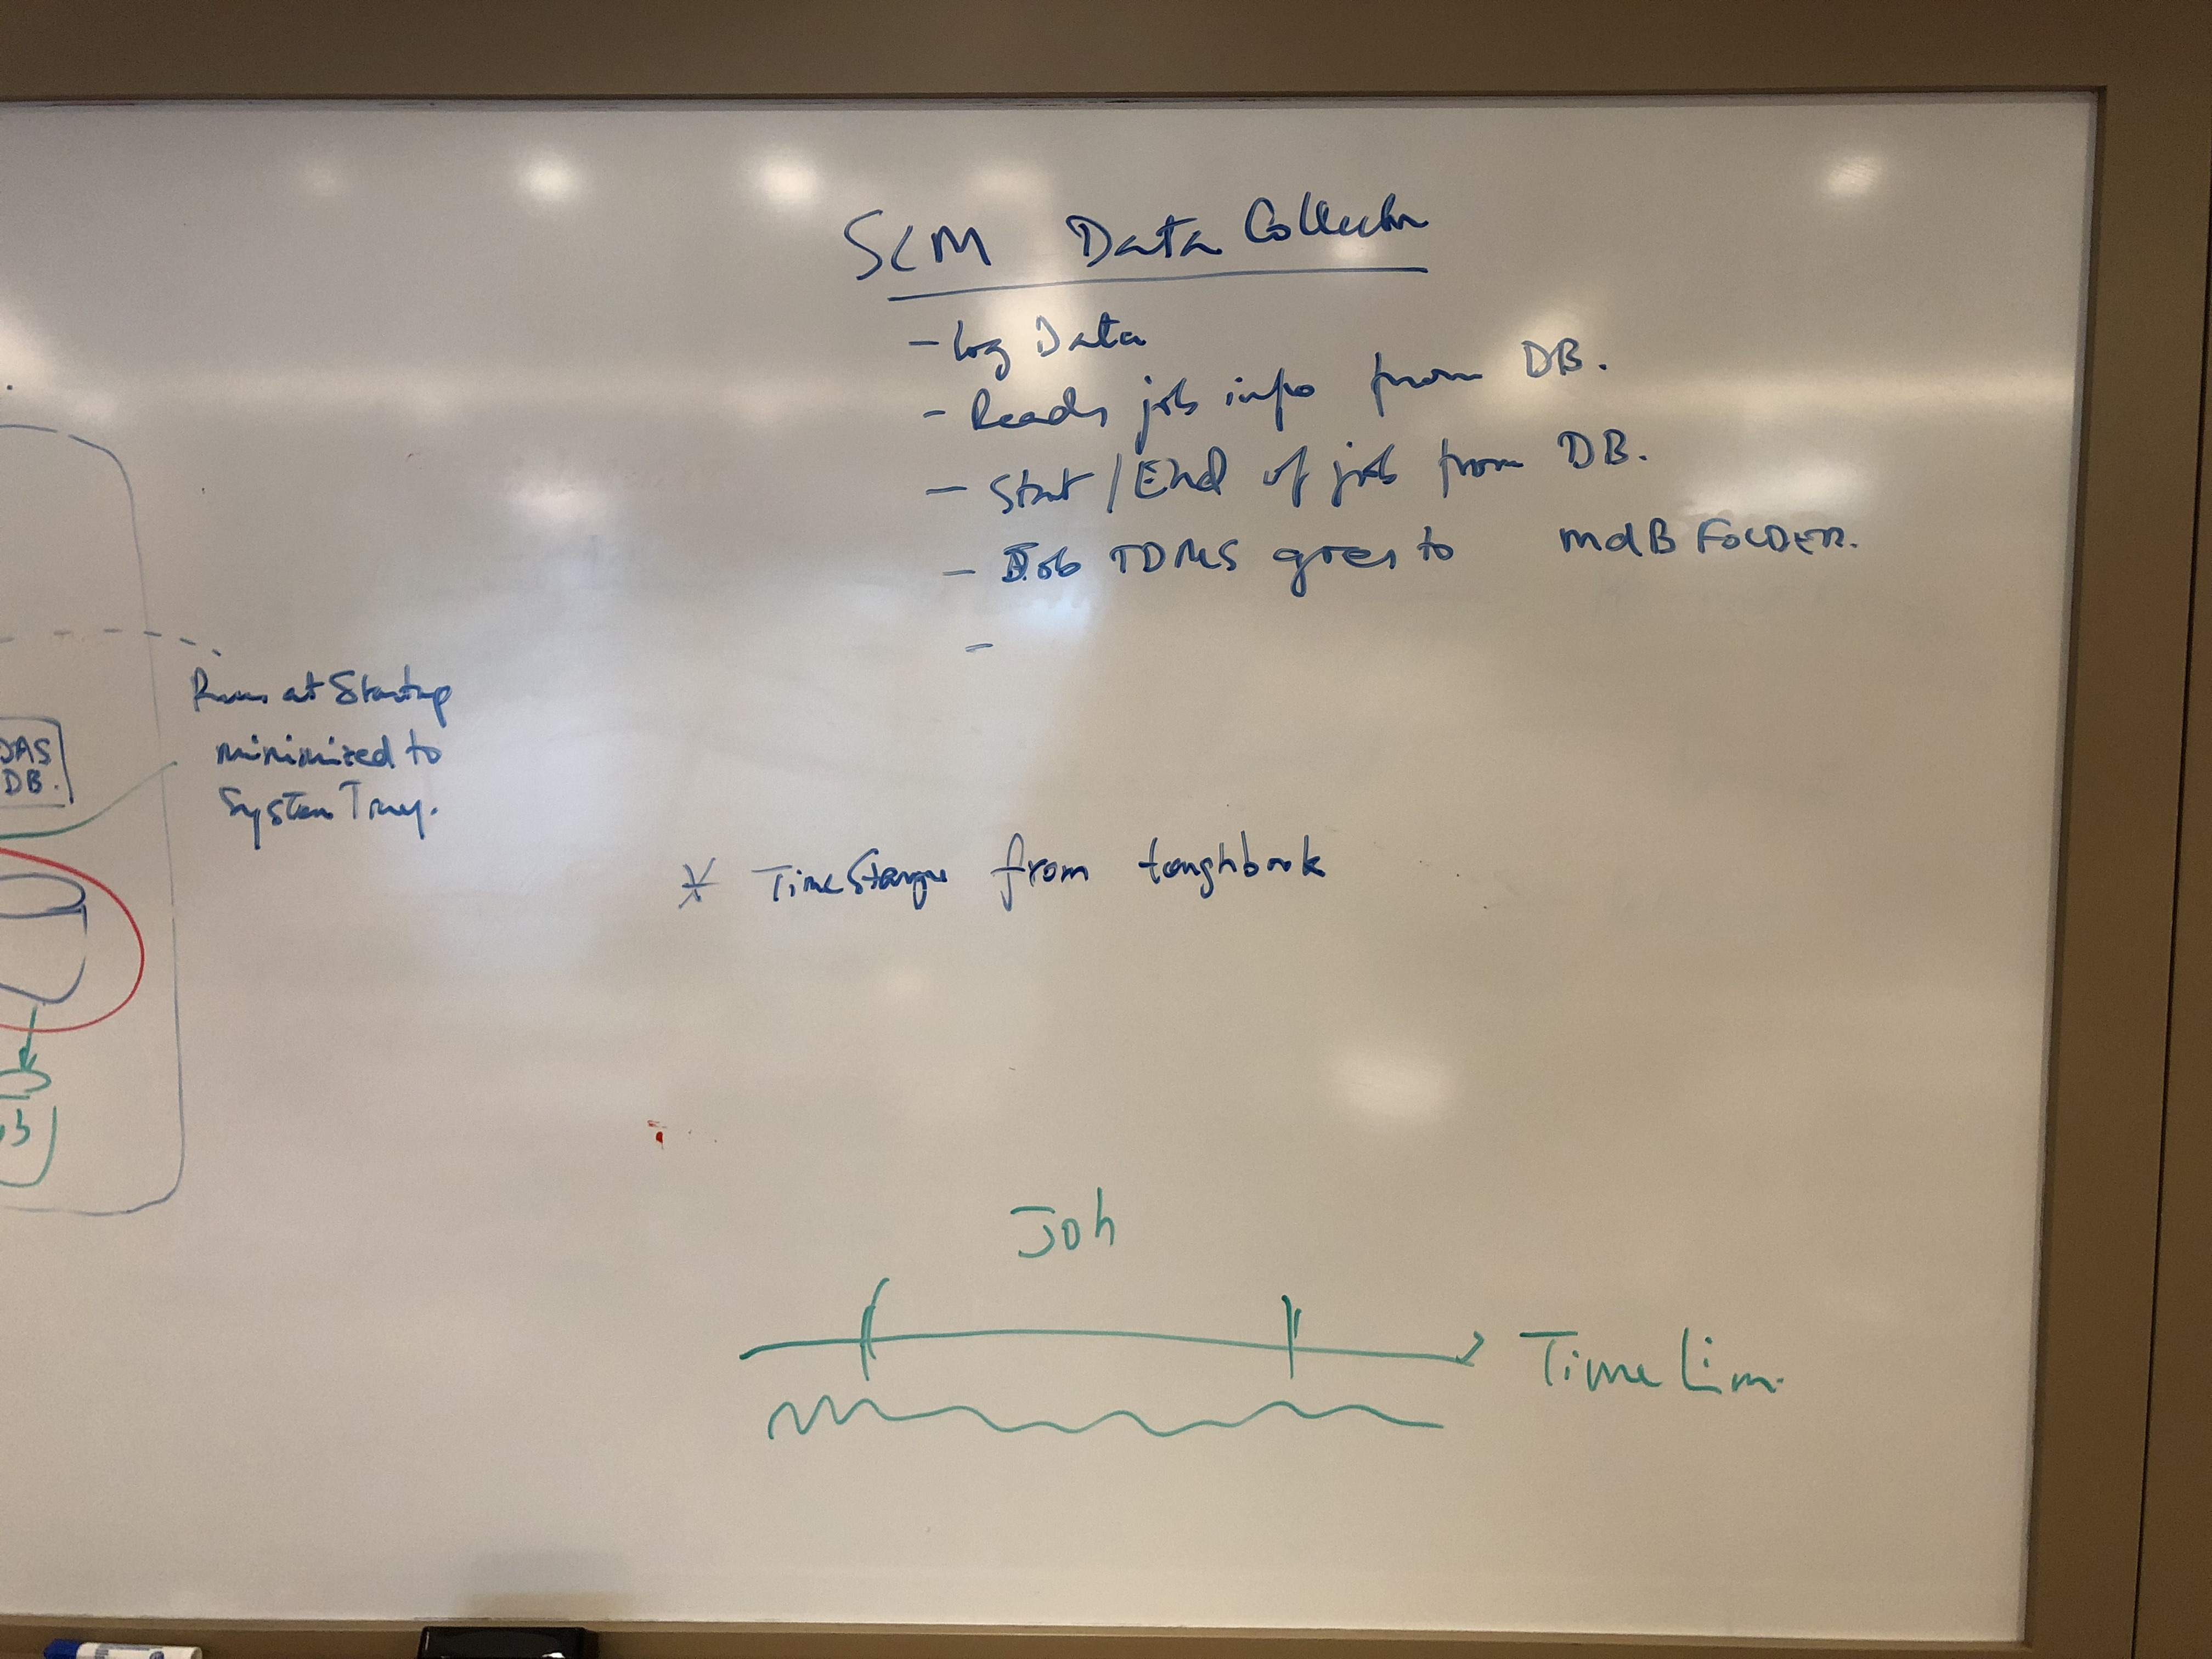 SCM Data Collector
- Log Data
- Reads job info from DB.
- Start/End of job from DB.
- Job TDMS goes to mdB FOLDER.
-
Runs at Startup
minimized to
System Tray.
DAS
DB.
* TimeStamp from toughbook
Job
Time Line